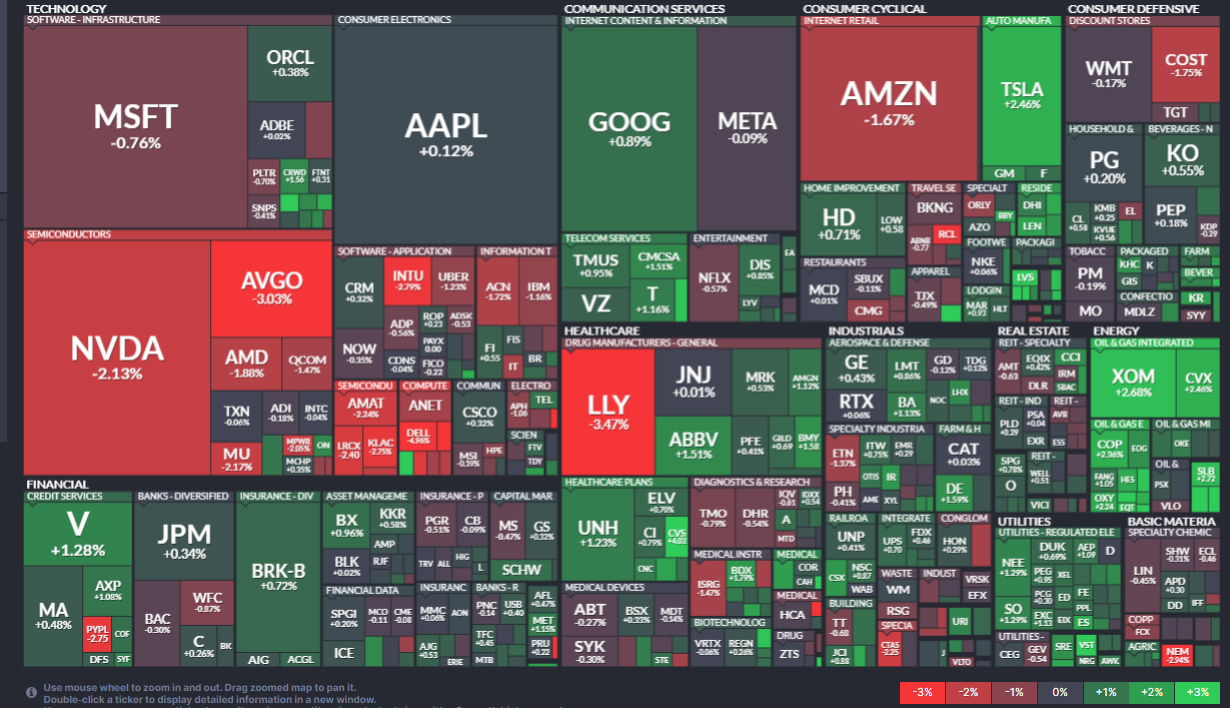 TECHNOLOGY
SOFTWARE - INFRASTRUCTURE
MSFT
-0.76%
ORCL
+0.38%
ADBE
+0.02%
PLTR
-0.70%
CRWD
+1.56
FTNT
+0.31
SNPS
-0.41%
CONSUMER ELECTRONICS
AAPL
+0.12%
SEMICONDUCTORS
NVDA
-2.13%
AVGO
-3.03%
AMD
-1.88%
QCOM
-1.47%
TXN
-0.06%
ADI
-0.18%
INTC
-0.04%
MU
-2.17%
MPWR
-2.05%
ON
MCHP
+0.35%
SOFTWARE - APPLICATION
CRM
+0.32%
INTU
-2.79%
UBER
-1.23%
NOW
-0.35%
ADP
-0.56%
ROP
+0.23
ADSK
-0.53
PAYX
0.00
CDNS
-0.04%
FICO
-0.22
INFORMATION T
ACN
-1.72%
IBM
-1.16%
FI
+0.55
FIS
IT
BR
SEMICONDU
AMAT
-2.24%
LRCX
-2.40
KLAC
-2.75%
COMPUTE
ANET
DELL
-4.96%
COMMUN
CSCO
+0.32%
MSI
-0.39%
HPE
ELECTRO
APH
-1.06
TEL
SCIEN
FTV
TDY
COMMUNICATION SERVICES
INTERNET CONTENT & INFORMATION
GOOG
+0.89%
META
-0.09%
TELECOM SERVICES
TMUS
+0.95%
CMCSA
+1.51%
VZ
T
+1.16%
ENTERTAINMENT
NFLX
-0.57%
DIS
+0.85%
LYV
EA
CONSUMER CYCLICAL
INTERNET RETAIL
AMZN
-1.67%
AUTO MANUFA
TSLA
+2.46%
GM
F
HOME IMPROVEMENT
HD
+0.71%
LOW
+0.58
TRAVEL SE
BKNG
ABNB
-0.77
RCL
SPECIALT
ORLY
BBY
AZO
RESIDE
DHI
LEN
RESTAURANTS
MCD
+0.01%
SBUX
-0.11%
CMG
APPAREL
TJX
-0.49%
FOOTWE
NKE
+0.06%
PACKAGI
LVS
LODGIN
MAR
+0.93
HLT
CONSUMER DEFENSIVE
DISCOUNT STORES
WMT
-0.17%
COST
-1.75%
TGT
HOUSEHOLD &
PG
+0.20%
CL
+0.58
KMB
+0.25
EL
KVUE
+0.56
BEVERAGES - N
KO
+0.55%
PEP
+0.18%
KDP
-0.29
TOBACC
PM
-0.19%
MO
PACKAGED
KHC
K
GIS
CONFECTIO
MDLZ
FARM
BEVER
KR
SYY
HEALTHCARE
DRUG MANUFACTURERS - GENERAL
LLY
-3.47%
JNJ
+0.01%
MRK
+0.53%
AMGN
+1.12%
ABBV
+1.51%
PFE
+0.41%
GILD
+0.69
BMY
+1.58
HEALTHCARE PLANS
UNH
+1.23%
ELV
+0.70%
CI
+0.79%
CVS
+4.02
CNC
DIAGNOSTICS & RESEARCH
TMO
-0.79%
DHR
-0.54%
IQV
-0.41
IDXX
+0.54
A
MTD
MEDICAL INSTR
ISRG
-1.47%
BDX
+1.79%
MEDICAL
COR
CAH
MEDICAL
HCA
MEDICAL DEVICES
ABT
-0.27%
BSX
+0.33%
MDT
-0.14%
SYK
-0.30%
STE
BIOTECHNOLOG
VRTX
-0.06%
REGN
+0.26%
DRUG
ZTS
INDUSTRIALS
AEROSPACE & DEFENSE
GE
+0.43%
LMT
+0.86%
GD
-0.12%
TDG
+0.12%
RTX
+0.06%
BA
+1.13%
NOC
LHX
SPECIALTY INDUSTRIA
ETN
-1.37%
ITW
+0.75%
EMR
+0.29
OTIS
IR
PH
-0.41%
AME
XYL
FARM & H
CAT
+0.03%
DE
+1.59%
RAILROA
UNP
+0.41%
CSX
NSC
+0.87
INTEGRATE
UPS
+0.70
FDX
+0.46
CONGLOM
HON
+0.29%
WAB
WASTE
WM
INDUST
VRSK
EFX
BUILDING
TT
-0.68
JCI
+0.88
RSG
SPECIA
CTAS
-2.25
URI
J
VLTO
REAL ESTATE
REIT - SPECIALTY
AMT
-0.63
EQIX
+0.42%
CCI
IRM
DLR
SBAC
REIT - IND
PLD
+0.29
PSA
+0.04
EXR
REIT -
AVB
ESS
SPG
+0.78%
O
REIT -
WELL
+0.51
VICI
ENERGY
OIL & GAS INTEGRATED
XOM
+2.68%
CVX
+2.46%
OIL & GAS E
COP
+2.36%
EOG
FANG
+1.05
HES
OXY
+2.24
EQT
OIL & GAS MI
OKE
OIL &
PSX
SLB
+2.72
VLO
UTILITIES
UTILITIES - REGULATED ELE
NEE
+1.29%
DUK
+0.69%
AEP
+1.09
D
PEG
+0.95
XEL
SO
+1.29%
PCG
+0.30
ED
FE
PPL
EXC
EIX
ES
UTILITIES -
CEG
GEV
-0.54
SRE
VST
NRG
AWK
BASIC MATERIA
SPECIALTY CHEMIC
LIN
-0.45%
SHW
-0.31%
ECL
-0.46
APD
-0.30
DD
IFF
COPP
FCX
AGRIC
NEM
-2.94%
FINANCIAL
CREDIT SERVICES
V
+1.28%
MA
+0.48%
AXP
+1.08%
PYPL
-2.75
COF
DFS
SYF
BANKS - DIVERSIFIED
JPM
+0.34%
BAC
-0.30%
WFC
-0.87%
C
+0.26%
BK
INSURANCE - DIV
BRK-B
+0.72%
AIG
ACGL
ASSET MANAGEME
BX
+0.96%
KKR
+0.58%
AMP
BLK
+0.02%
RJF
FINANCIAL DATA
SPGI
+0.20%
MCO
-0.11
CME
-0.08
ICE
INSURANCE - P
PGR
-0.51%
CB
-0.09%
TRV
ALL
HIG
L
CAPITAL MAR
MS
-0.47%
GS
+0.32%
SCHW
INSURANC
MMC
+0.06%
AON
AJG
+0.53
ERIE
BANKS - R
PNC
-0.14
USB
+0.40
TFC
+0.45
MTB
AFL
+0.47%
MET
+1.15%
PRU
Use mouse wheel to zoom in and out. Drag zoomed map to pan it.
Double-click a ticker to display detailed information in a new window.
-3%
-2%
-1%
0%
+1%
+2%
+3%